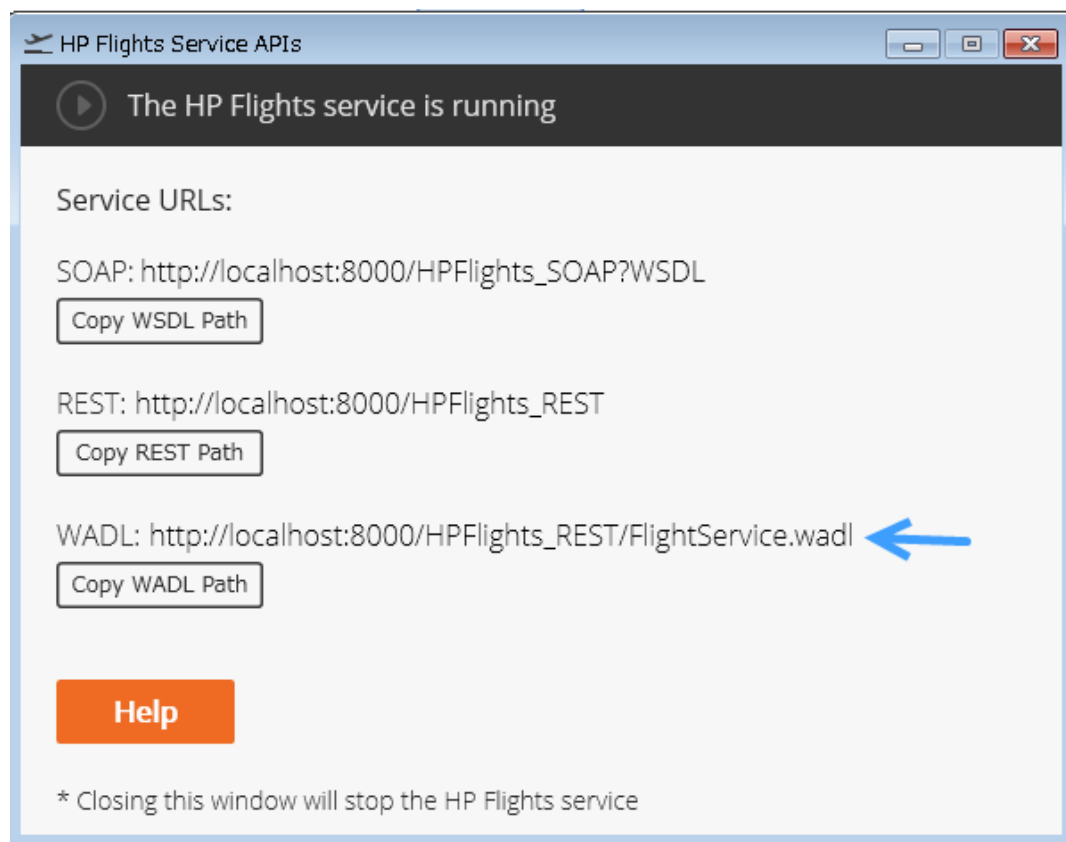 HP Flights Service APIs
The HP Flights service is running
Service URLs:
SOAP: http://localhost:8000/HPFlights_SOAP?WSDL
Copy WSDL Path
REST: http://localhost:8000/HPFlights_REST
Copy REST Path
WADL: http://localhost:8000/HPFlights_REST/FlightService.wadl
Copy WADL Path
Help
* Closing this window will stop the HP Flights service